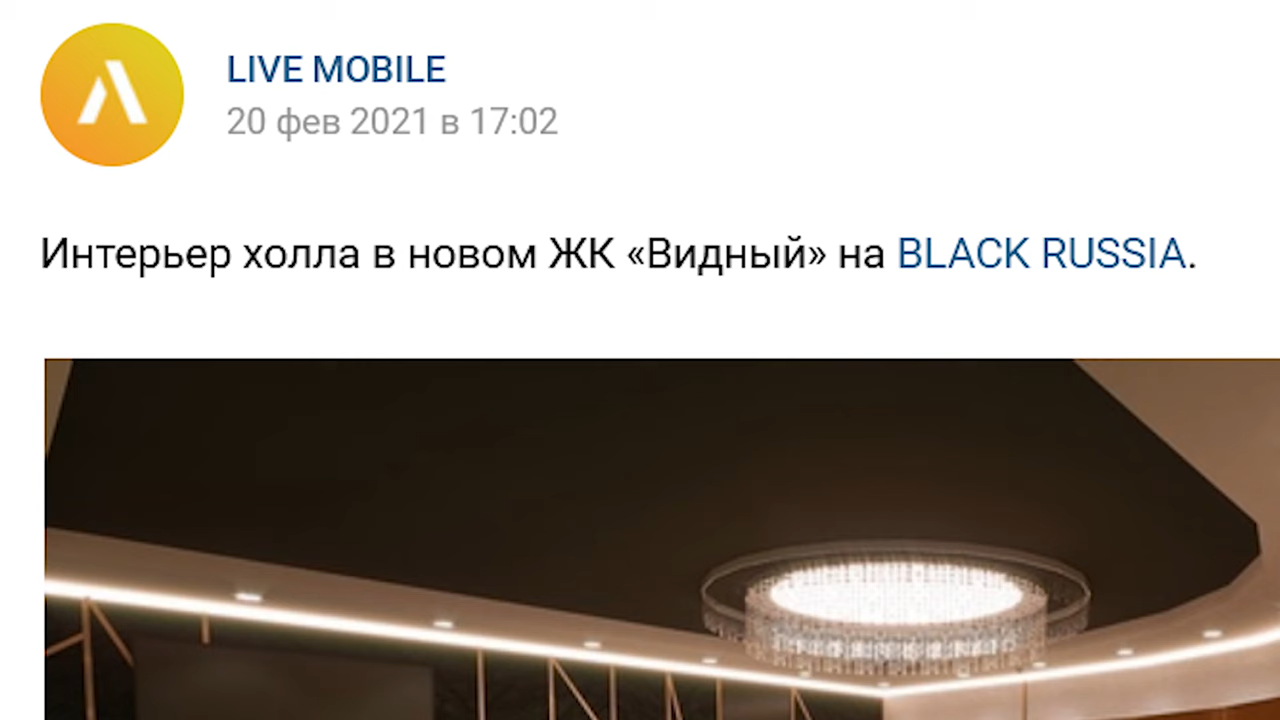 LIVE MOBILE
20 фев 2021 в 17:02
Интерьер холла в новом ЖК «Видный» на BLACK RUSSIA.